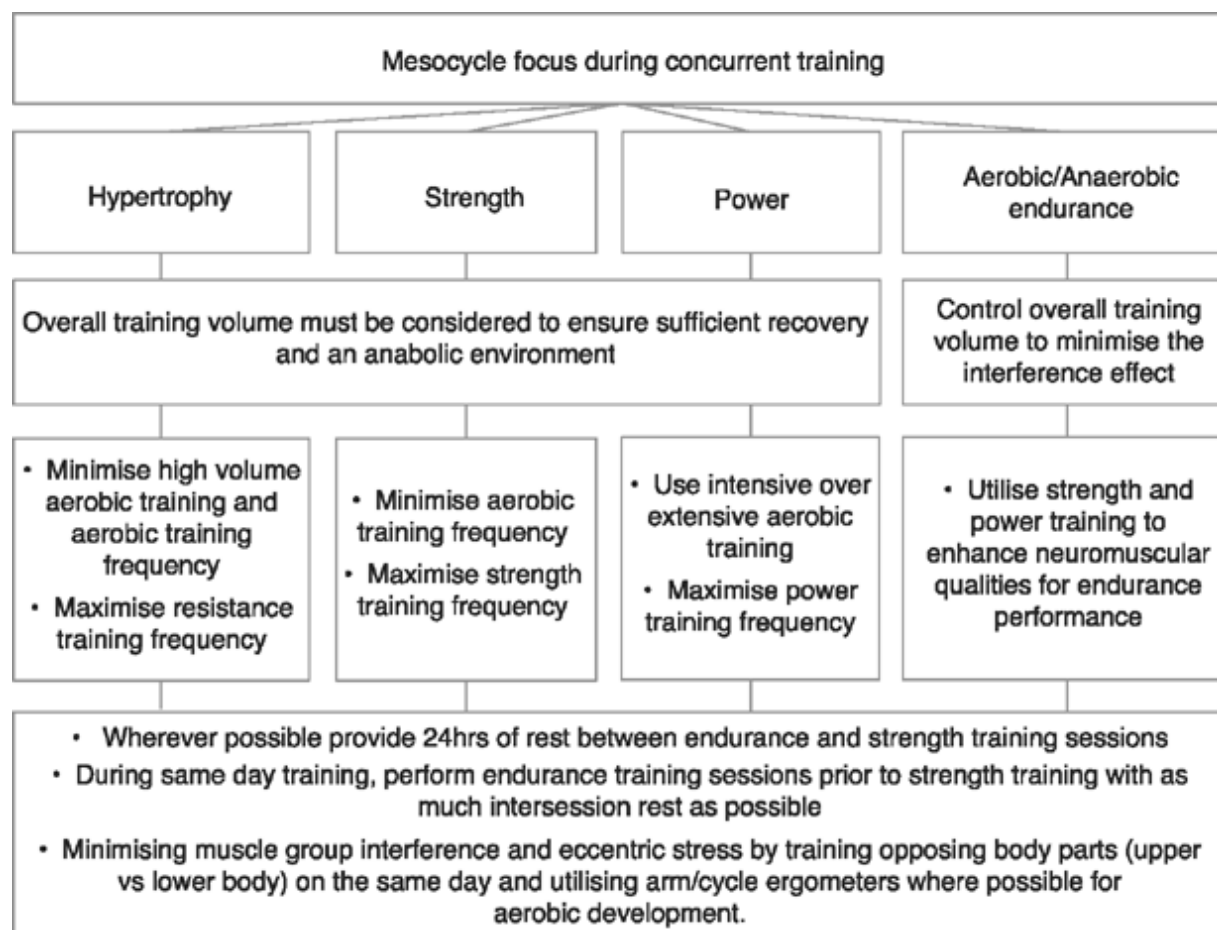 Mesocycle focus during concurrent training
Hypertrophy
Strength
Power
Aerobic/Anaerobic
endurance
Overall training volume must be considered to ensure sufficient recovery
and an anabolic environment
Control overall training
volume to minimise the
interference effect
• Minimise high volume
aerobic training and
aerobic training
frequency
• Maximise resistance
training frequency
• Minimise aerobic
training frequency
• Maximise strength
training frequency
• Use intensive over
extensive aerobic
training
• Maximise power
training frequency
• Utilise strength and
power training to
enhance neuromuscular
qualities for endurance
performance
• Wherever possible provide 24hrs of rest between endurance and strength training sessions
• During same day training, perform endurance training sessions prior to strength training with as
much intersession rest as possible
• Minimising muscle group interference and eccentric stress by training opposing body parts (upper
vs lower body) on the same day and utilising arm/cycle ergometers where possible for
aerobic development.